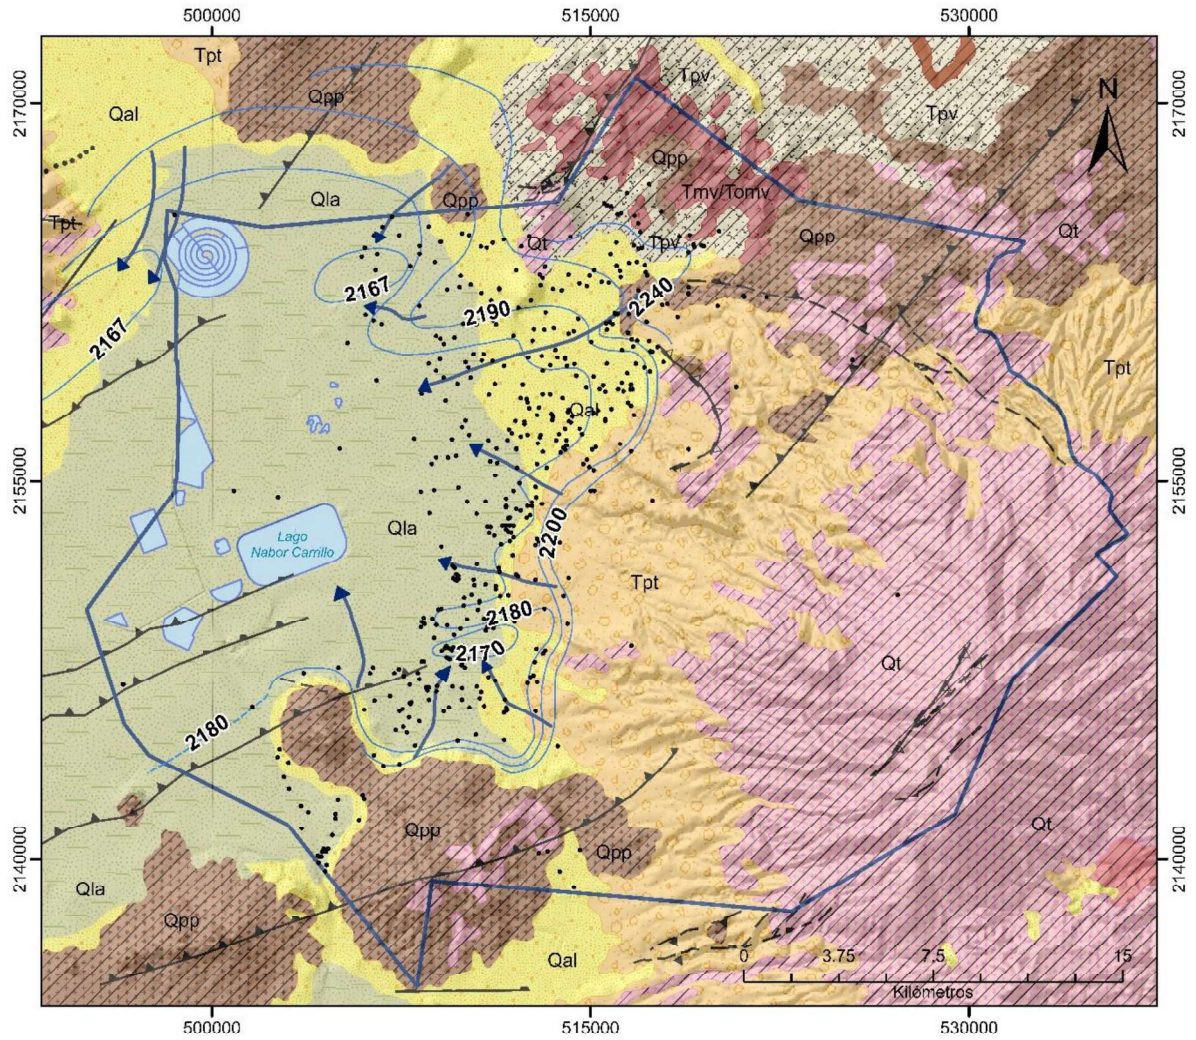 500000
515000
530000
Tpt
Qpp
Tpv
N
2170000
2170000
Qal
Tpv
Qpp
Qla
Qpp
Tmv/Tomv
Tpt
Qt
Tpv
Qpp
Qt
2167
2190
2240
2167
Tpt
Qal
2155000
2155000
Qla
Lago
Nabor Carrillo
2200
Tpt
2180
2170
Qt
2180
Qpp
Qt
Qpp
2140000
2140000
Qla
Qpp
Qal
0
3.75
7.5
15
Kilómetros
500000
515000
530000